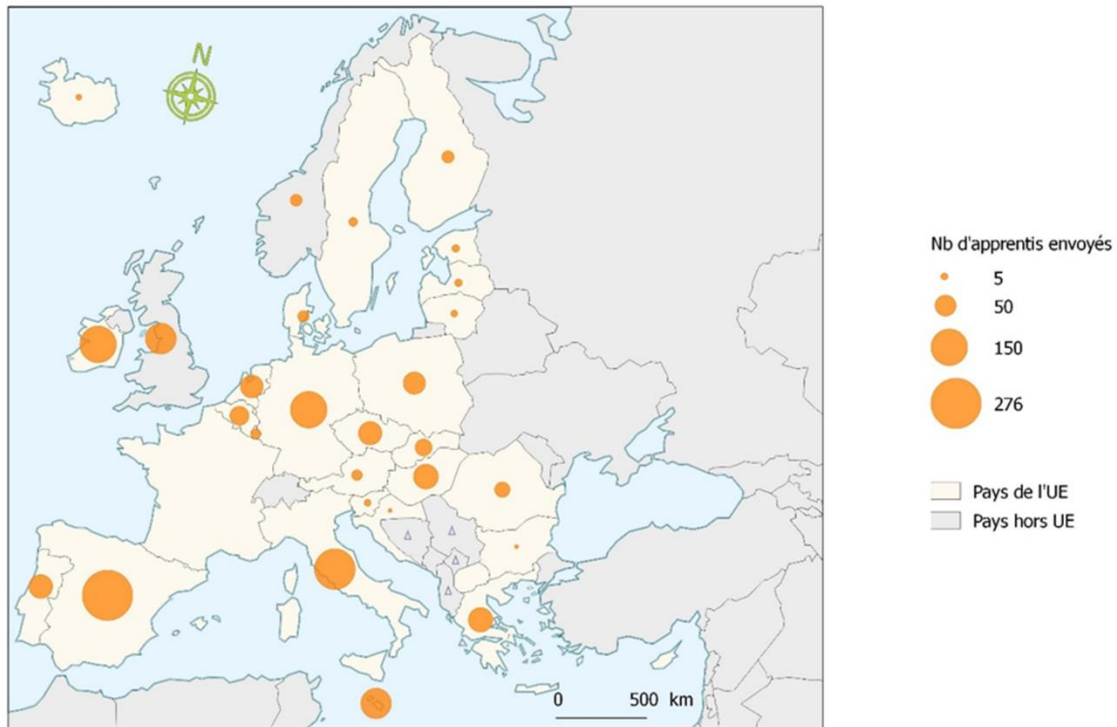 N
Nb d'apprentis envoyés
5
50
150
276
Pays de l'UE
Pays hors UE
0 500 km